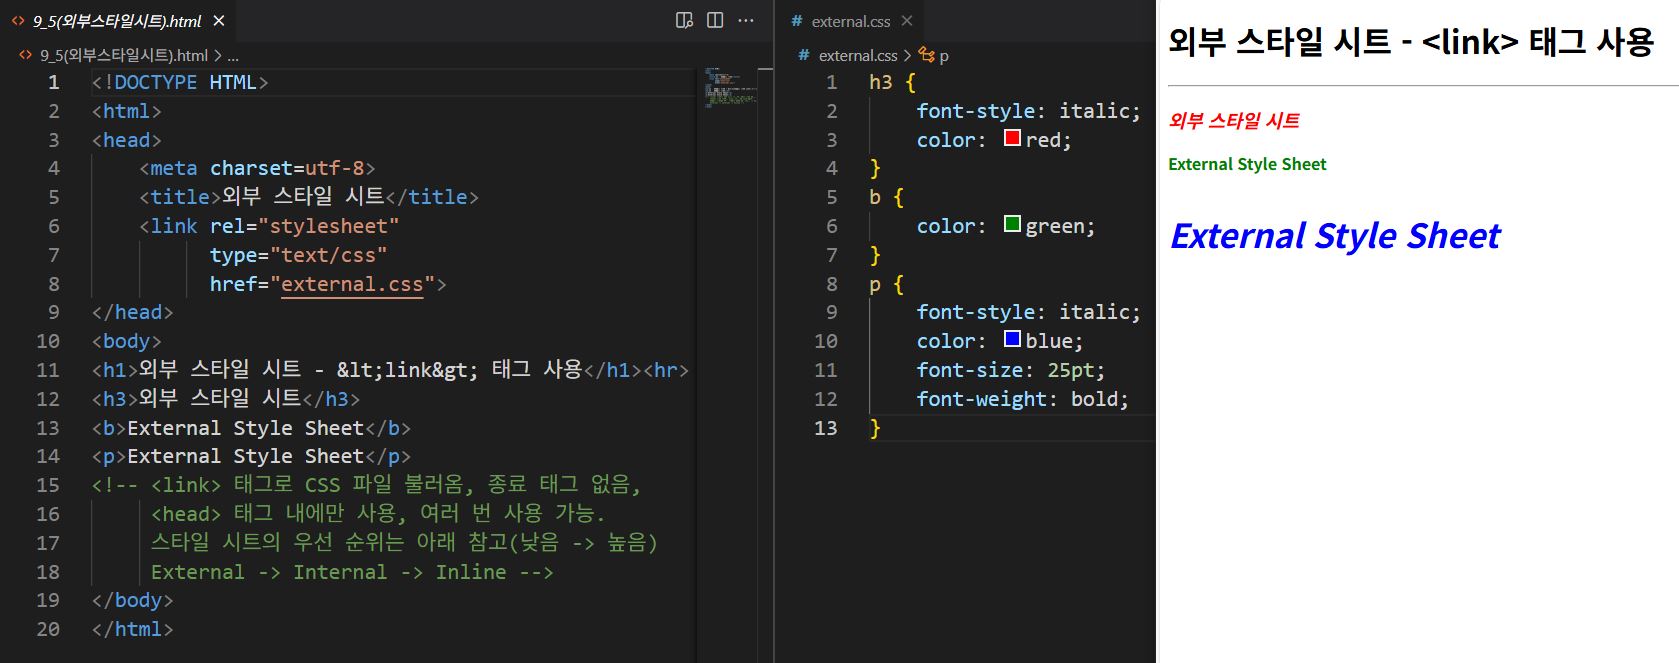 9_5(외부스타일시트).html
9_5(외부스타일시트).html > ...
1 <!DOCTYPE HTML>
2 <html>
3 <head>
4 <meta charset=utf-8>
5 <title>외부 스타일 시트</title>
6 <link rel="stylesheet"
7 type="text/css"
8 href="external.css">
9 </head>
10 <body>
11 <h1>외부 스타일 시트 - &lt;link&gt; 태그 사용</h1><hr>
12 <h3>외부 스타일 시트</h3>
13 <b>External Style Sheet</b>
14 <p>External Style Sheet</p>
15 <!-- <link> 태그로 CSS 파일 불러옴, 종료 태그 없음,
16 <head> 태그 내에만 사용, 여러 번 사용 가능.
17 스타일 시트의 우선 순위는 아래 참고(낮음 -> 높음)
18 External -> Internal -> Inline -->
19 </body>
20 </html>
# external.css
# external.css > p
1 h3 {
2 font-style: italic;
3 color: red;
4 }
5 b {
6 color: green;
7 }
8 p {
9 font-style: italic;
10 color: blue;
11 font-size: 25pt;
12 font-weight: bold;
13 }
외부 스타일 시트 - <link> 태그 사용
외부 스타일 시트
External Style Sheet
External Style Sheet